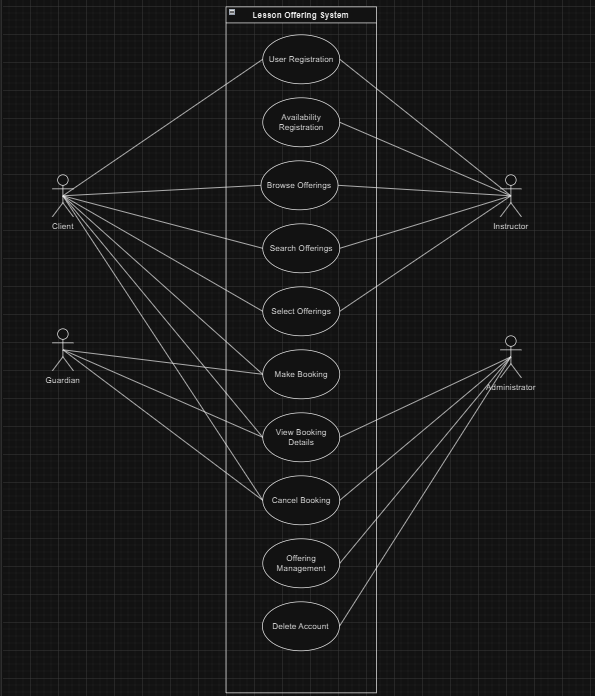 Lesson Offering System
User Registration
Availability
Registration
Browse Offerings
Client
Instructor
Search Offerings
Select Offerings
Make Booking
Guardian
Administrator
View Booking
Details
Cancel Booking
Offering
Management
Delete Account